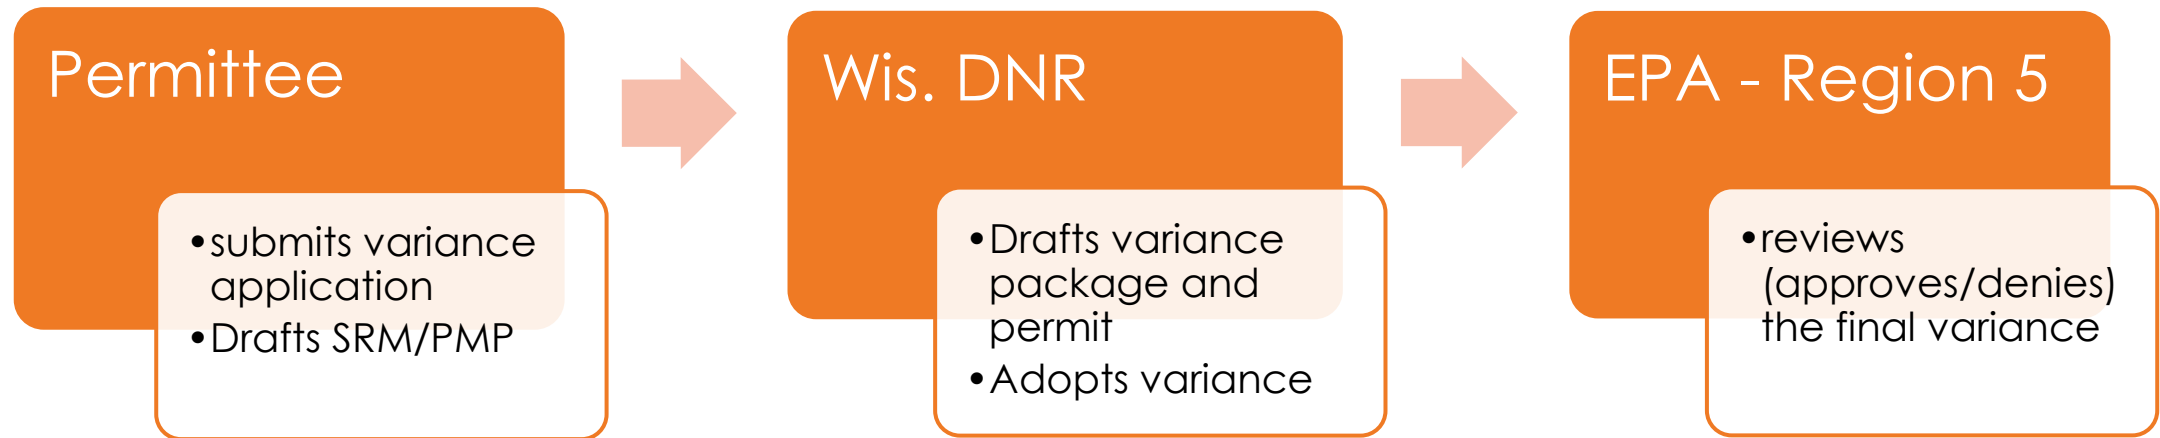 Permittee
•submits variance
application
•Drafts SRM/PMP
Wis. DNR
•Drafts variance
package and
permit
•Adopts variance
EPA - Region 5
•reviews
(approves/denies)
the final variance